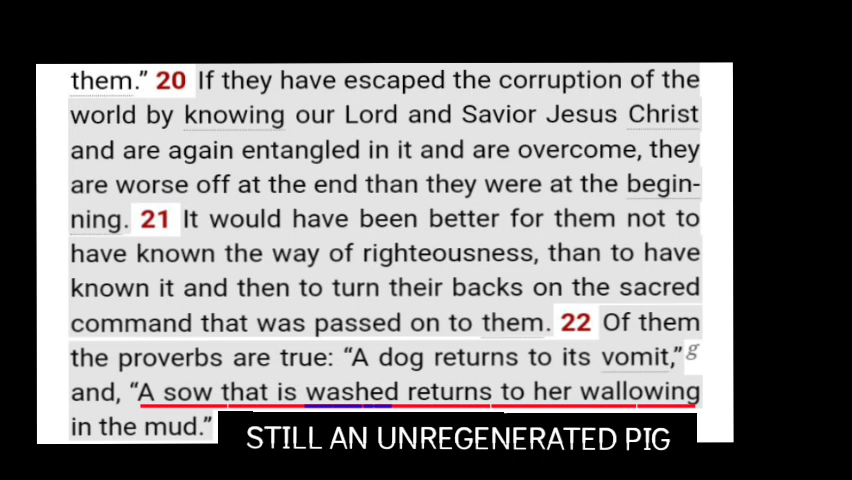 them.” 20 If they have escaped the corruption of the
world by knowing our Lord and Savior Jesus Christ
and are again entangled in it and are overcome, they
are worse off at the end than they were at the begin-
ning. 21 It would have been better for them not to
have known the way of righteousness, than to have
known it and then to turn their backs on the sacred
command that was passed on to them. 22 Of them
the proverbs are true: “A dog returns to its vomit,” g
and, “A sow that is washed returns to her wallowing
in the mud.”
STILL AN UNREGENERATED PIG